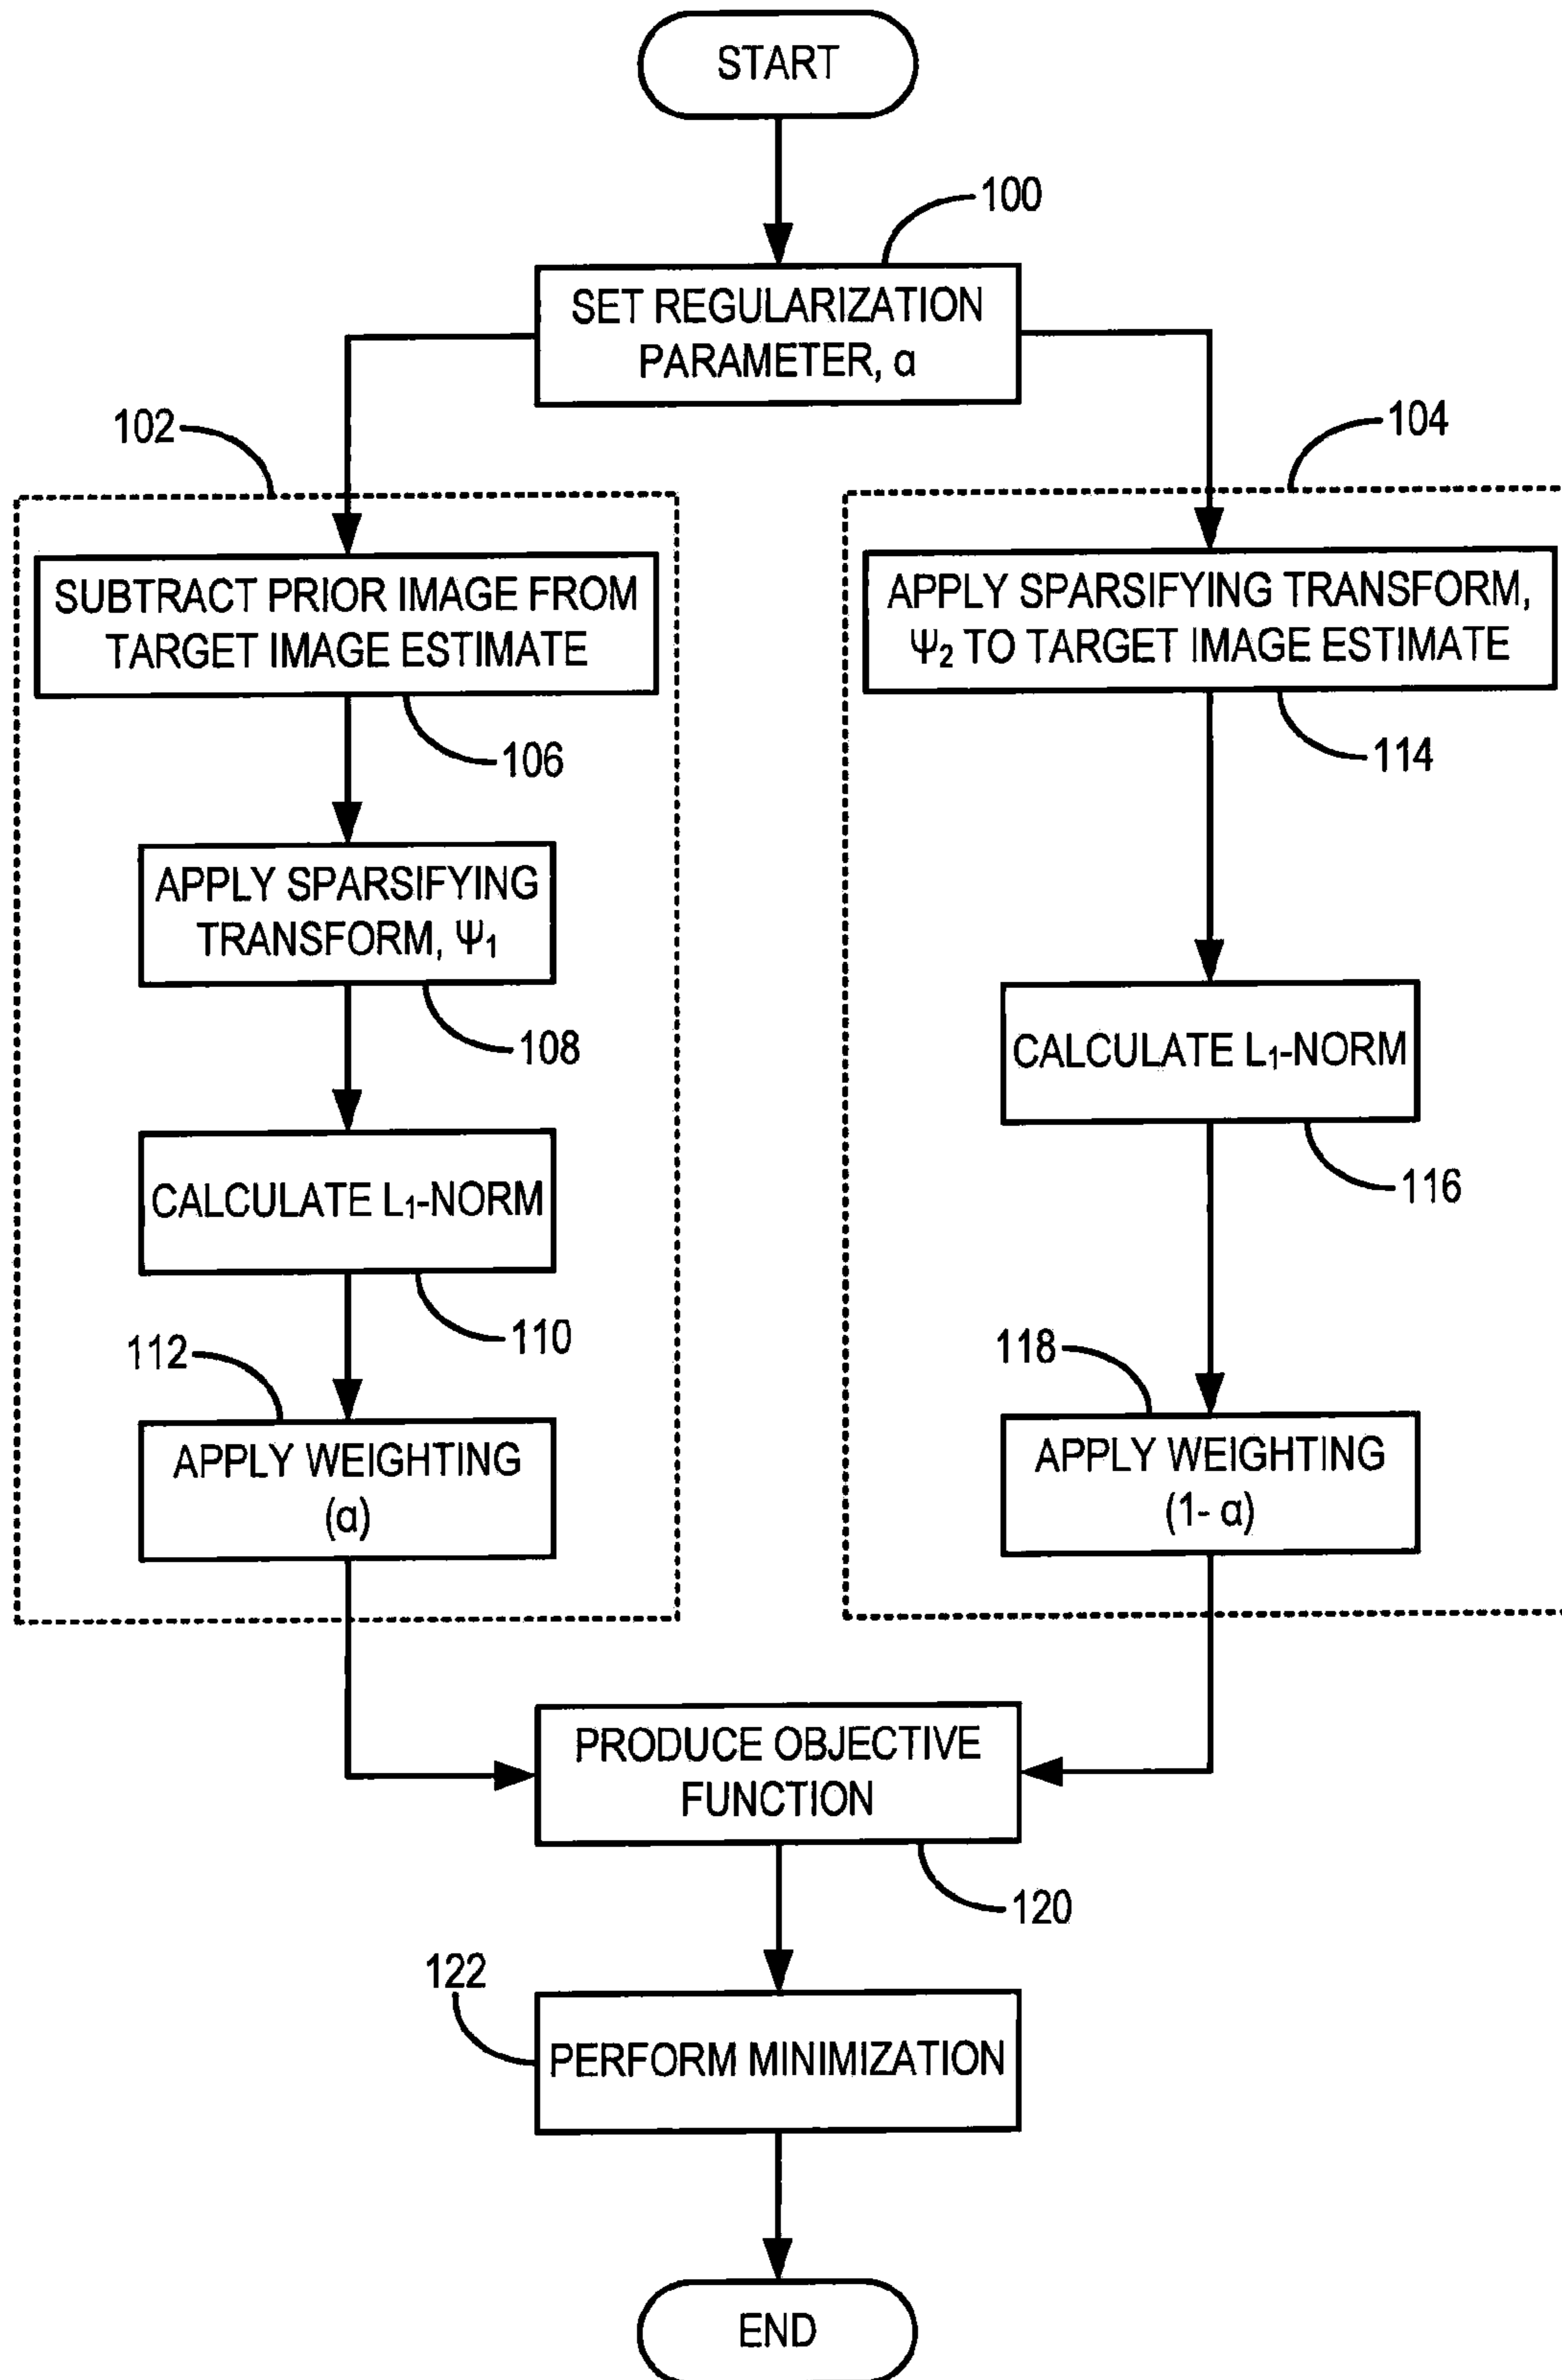 START
100
SET REGULARIZATION
PARAMETER, α
102
104
SUBTRACT PRIOR IMAGE FROM
TARGET IMAGE ESTIMATE
106
APPLY SPARSIFYING TRANSFORM,
Ψ₂ TO TARGET IMAGE ESTIMATE
114
APPLY SPARSIFYING
TRANSFORM, Ψ₁
108
CALCULATE L₁-NORM
116
CALCULATE L₁-NORM
110
112
APPLY WEIGHTING
(α)
118
APPLY WEIGHTING
(1- α)
PRODUCE OBJECTIVE
FUNCTION
120
122
PERFORM MINIMIZATION
END